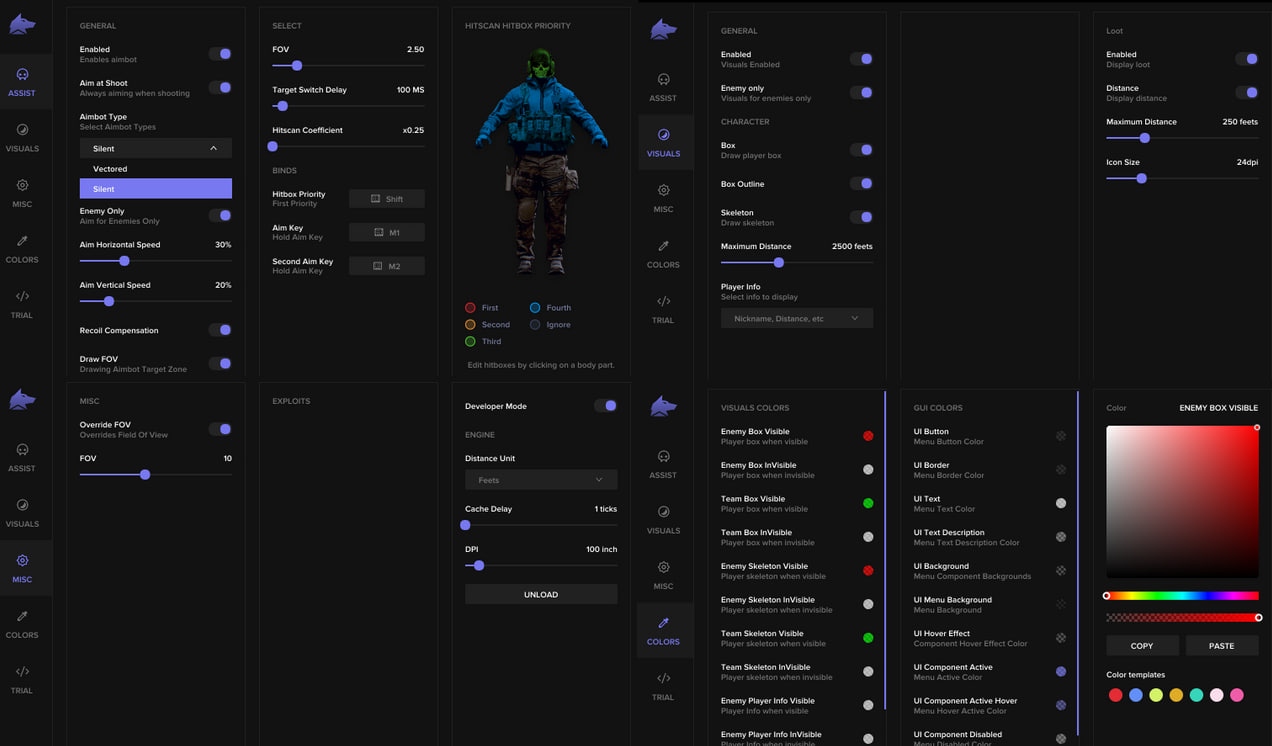 ASSIST
VISUALS
MISC
COLORS
TRIAL
GENERAL
Enabled
Enables aimbot
Aim at Shoot
Always aiming when shooting
Aimbot Type
Select Aimbot Types
Silent
Vectored
Silent
Enemy Only
Aim for Enemies Only
Aim Horizontal Speed 30%
Aim Vertical Speed 20%
Recoil Compensation
Draw FOV
Drawing Aimbot Target Zone
SELECT
FOV 2.50
Target Switch Delay 100 MS
Hitscan Coefficient x0.25
BINDS
Hitbox Priority
First Priority
Shift
Aim Key
Hold Aim Key
M1
Second Aim Key
Hold Aim Key
M2
HITSCAN HITBOX PRIORITY
First Fourth
Second Ignore
Third
Edit hitboxes by clicking on a body part.
ASSIST
VISUALS
MISC
COLORS
TRIAL
GENERAL
Enabled
Visuals Enabled
Enemy only
Visuals for enemies only
CHARACTER
Box
Draw player box
Box Outline
Skeleton
Draw skeleton
Maximum Distance 2500 feets
Player Info
Select info to display
Nickname, Distance, etc
Loot
Enabled
Display loot
Distance
Display distance
Maximum Distance 250 feets
Icon Size 24dpi
ASSIST
VISUALS
MISC
COLORS
TRIAL
MISC
Override FOV
Overrides Field Of View
FOV 10
EXPLOITS
Developer Mode
ENGINE
Distance Unit
Feets
Cache Delay 1 ticks
DPI 100 inch
UNLOAD
ASSIST
VISUALS
MISC
COLORS
TRIAL
VISUALS COLORS
Enemy Box Visible
Player box when visible
Enemy Box InVisible
Player box when invisible
Team Box Visible
Player box when visible
Team Box InVisible
Player box when invisible
Enemy Skeleton Visible
Player skeleton when visible
Enemy Skeleton InVisible
Player skeleton when invisible
Team Skeleton Visible
Player skeleton when visible
Team Skeleton InVisible
Player skeleton when invisible
Enemy Player Info Visible
Player Info when visible
Enemy Player Info InVisible
Player Info when invisible
GUI COLORS
UI Button
Menu Button Color
UI Border
Menu Border Color
UI Text
Menu Text Color
UI Text Description
Menu Text Description Color
UI Background
Menu Component Backgrounds
UI Menu Background
Menu Background
UI Hover Effect
Component Hover Effect Color
UI Component Active
Menu Active Color
UI Component Active Hover
Menu Hover Active Color
UI Component Disabled
Menu Disabled Color
Color ENEMY BOX VISIBLE
COPY PASTE
Color templates